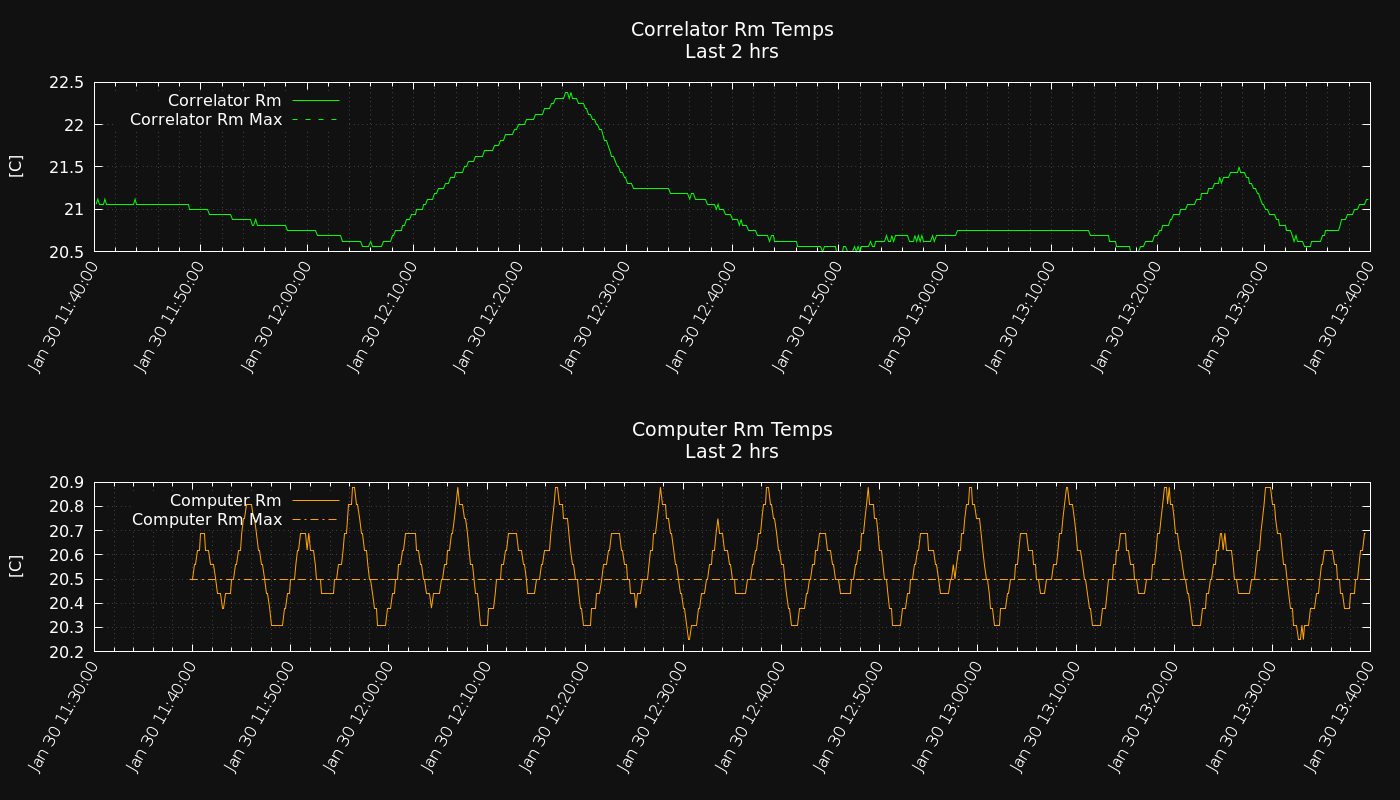 Correlator Rm Temps
Last 2 hrs
Correlator Rm
Correlator Rm Max
[C]
22.5
22
21.5
21
20.5
Jan 30 11:40:00
Jan 30 11:50:00
Jan 30 12:00:00
Jan 30 12:10:00
Jan 30 12:20:00
Jan 30 12:30:00
Jan 30 12:40:00
Jan 30 12:50:00
Jan 30 13:00:00
Jan 30 13:10:00
Jan 30 13:20:00
Jan 30 13:30:00
Jan 30 13:40:00
Computer Rm Temps
Last 2 hrs
Computer Rm
Computer Rm Max
[C]
20.9
20.8
20.7
20.6
20.5
20.4
20.3
20.2
Jan 30 11:30:00
Jan 30 11:40:00
Jan 30 11:50:00
Jan 30 12:00:00
Jan 30 12:10:00
Jan 30 12:20:00
Jan 30 12:30:00
Jan 30 12:40:00
Jan 30 12:50:00
Jan 30 13:00:00
Jan 30 13:10:00
Jan 30 13:20:00
Jan 30 13:30:00
Jan 30 13:40:00